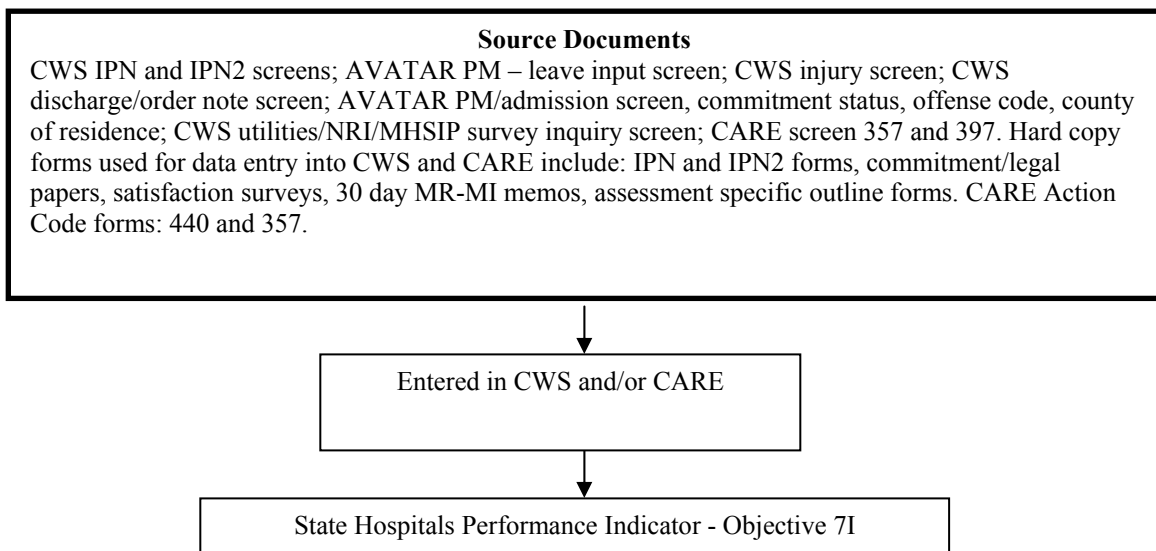 Source Documents
CWS IPN and IPN2 screens; AVATAR PM – leave input screen; CWS injury screen; CWS
discharge/order note screen; AVATAR PM/admission screen, commitment status, offense code, county
of residence; CWS utilities/NRI/MHSIP survey inquiry screen; CARE screen 357 and 397. Hard copy
forms used for data entry into CWS and CARE include: IPN and IPN2 forms, commitment/legal
papers, satisfaction surveys, 30 day MR-MI memos, assessment specific outline forms. CARE Action
Code forms: 440 and 357.
Entered in CWS and/or CARE
State Hospitals Performance Indicator - Objective 7I